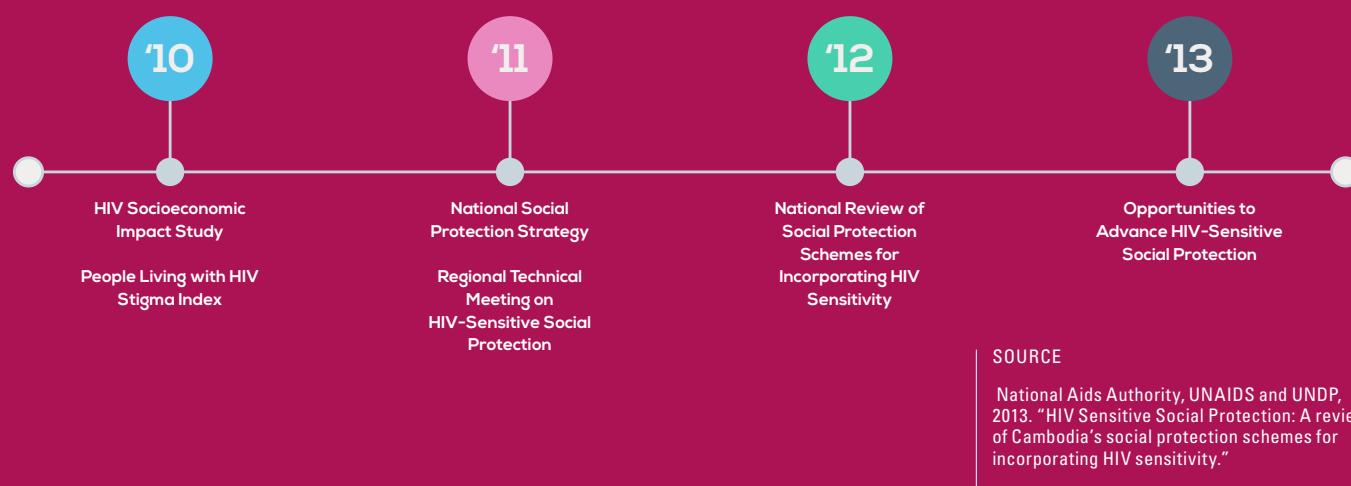 ‘10
HIV Socioeconomic
Impact Study
People Living with HIV
Stigma Index
‘11
National Social
Protection Strategy
Regional Technical
Meeting on
HIV-Sensitive Social
Protection
‘12
National Review of
Social Protection
Schemes for
Incorporating HIV
Sensitivity
‘13
Opportunities to
Advance HIV-Sensitive
Social Protection
SOURCE
National Aids Authority, UNAIDS and UNDP,
2013. “HIV Sensitive Social Protection: A
of Cambodia’s social protection schemes for
incorporating HIV sensitivity.”